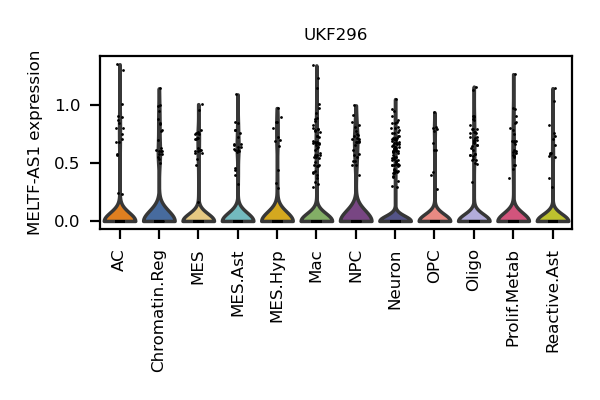 UKF296
MELTF-AS1 expression
1.0
0.5
0.0
AC
Chromatin.Reg
MES
MES.Ast
MES.Hyp
Mac
NPC
Neuron
OPC
Oligo
Prolif.Metab
Reactive.Ast